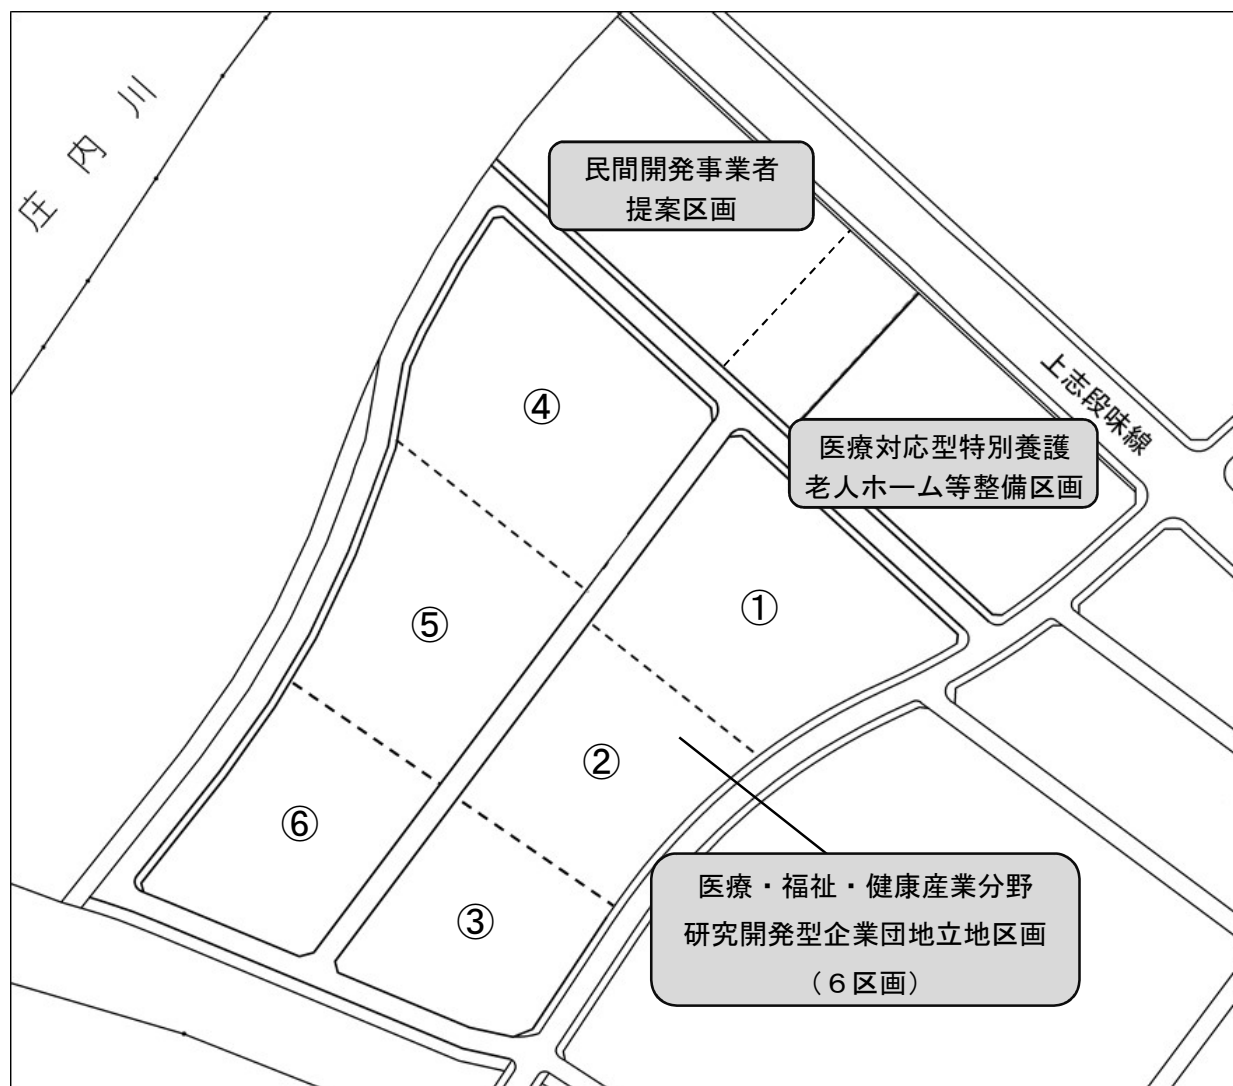 庄内川
民間開発事業者
提案区画
上志段味線
医療対応型特別養護
老人ホーム等整備区画
④
①
⑤
②
⑥
③
医療・福祉・健康産業分野
研究開発型企業団地立地区画
(6区画)